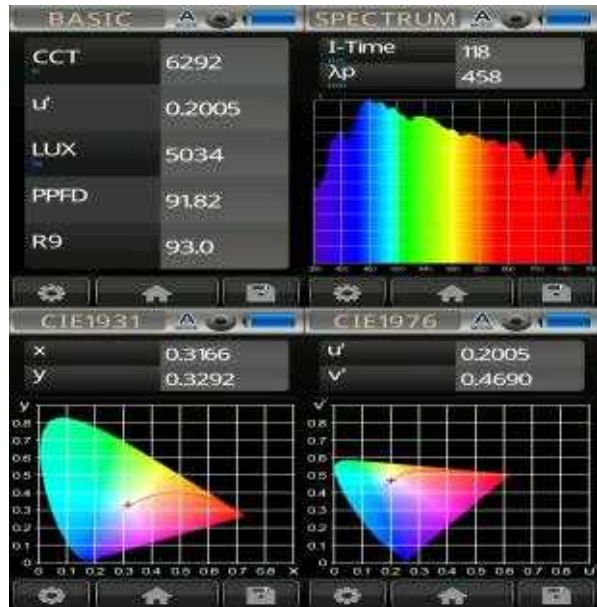 BASIC
A
CCT 6292
u' 0.2005
LUX 5034
PPFD 91.82
R9 93.0
SPECTRUM
A
I-Time 118
λp 458
CIE1931
A
x 0.3166
y 0.3292
y
0.8
0.7
0.6
0.5
0.4
0.3
0.2
0.1
0 0.1 0.2 0.3 0.4 0.5 0.6 0.7 0.8 x
CIE1976
A
u' 0.2005
v' 0.4690
v'
0.8
0.7
0.6
0.5
0.4
0.3
0.2
0.1
0 0.1 0.2 0.3 0.4 0.5 0.6 0.7 0.8 u'